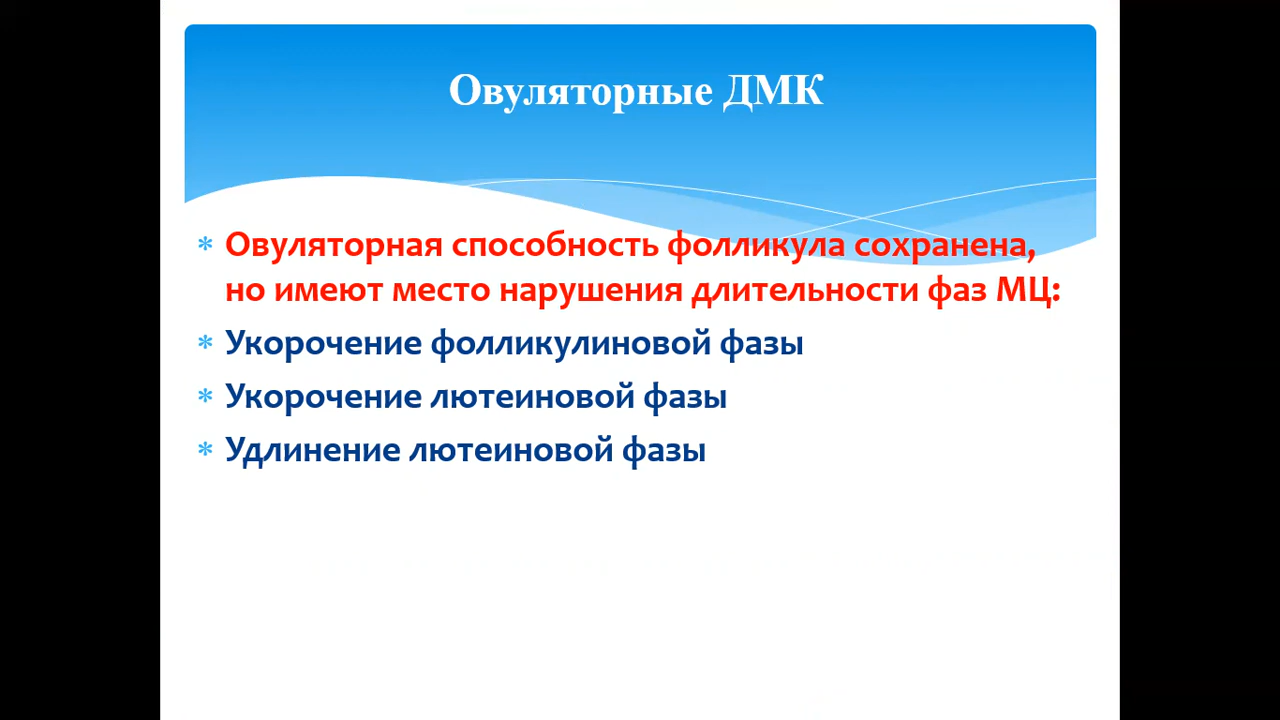 Овуляторные ДМК
* Овуляторная способность фолликула сохранена,
но имеют место нарушения длительности фаз МЦ:
* Укорочение фолликулиновой фазы
* Укорочение лютеиновой фазы
* Удлинение лютеиновой фазы